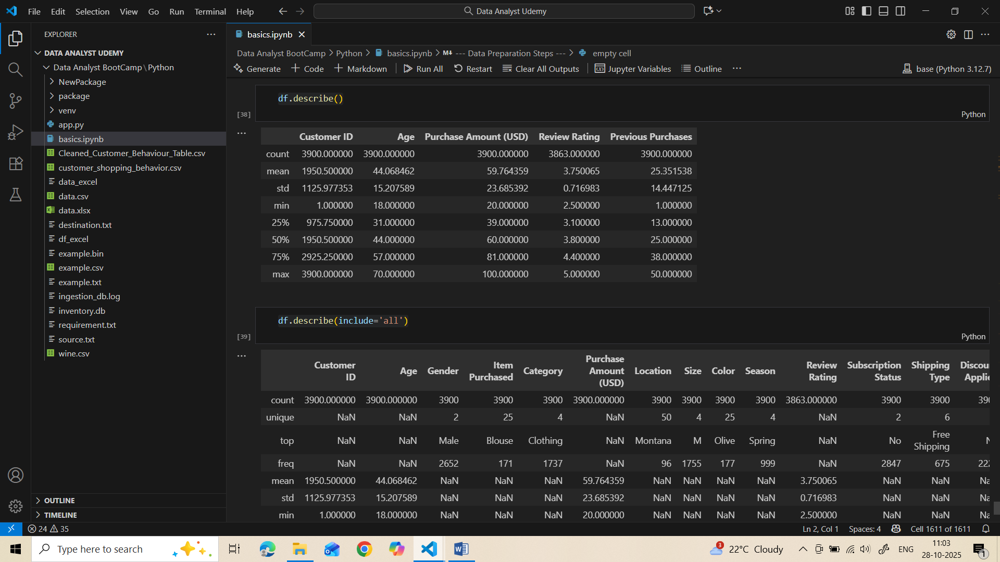 File Edit Selection View Go Run Terminal Help
Data Analyst Udemy
EXPLORER
DATA ANALYST UDEMY
Data Analyst BootCamp\Python
NewPackage
package
venv
app.py
basics.ipynb
Cleaned_Customer_Behaviour_Table.csv
customer_shopping_behavior.csv
data_excel
data.csv
data.xlsx
destination.txt
df_excel
example.bin
example.csv
example.txt
ingestion_db.log
inventory.db
requirement.txt
source.txt
wine.csv
OUTLINE
TIMELINE
basics.ipynb
Data Analyst BootCamp > Python > basics.ipynb > M↓ --- Data Preparation Steps --- > empty cell
Generate + Code + Markdown Run All Restart Clear All Outputs Jupyter Variables Outline ... base (Python 3.12.7)
df.describe()
[38] Python
Customer ID Age Purchase Amount (USD) Review Rating Previous Purchases
count 3900.000000 3900.000000 3900.000000 3863.000000 3900.000000
mean 1950.500000 44.068462 59.764359 3.750065 25.351538
std 1125.977353 15.207589 23.685392 0.716983 14.447125
min 1.000000 18.000000 20.000000 2.500000 1.000000
25% 975.750000 31.000000 39.000000 3.100000 13.000000
50% 1950.500000 44.000000 60.000000 3.800000 25.000000
75% 2925.250000 57.000000 81.000000 4.400000 38.000000
max 3900.000000 70.000000 100.000000 5.000000 50.000000
df.describe(include='all')
[39] Python
Customer ID Age Gender Item Purchased Category Purchase Amount (USD) Location Size Color Season Review Rating Subscription Status Shipping Type
count 3900.000000 3900.000000 3900 3900 3900 3900.000000 3900 3900 3900 3900 3863.000000 3900 3900
unique NaN NaN 2 25 4 NaN 50 4 25 4 NaN 2 6
top NaN NaN Male Blouse Clothing NaN Montana M Olive Spring NaN No Free Shipping
freq NaN NaN 2652 171 1737 NaN 96 1755 177 999 NaN 2847 675
mean 1950.500000 44.068462 NaN NaN NaN 59.764359 NaN NaN NaN NaN 3.750065 NaN NaN
std 1125.977353 15.207589 NaN NaN NaN 23.685392 NaN NaN NaN NaN 0.716983 NaN NaN
min 1.000000 18.000000 NaN NaN NaN 20.000000 NaN NaN NaN NaN 2.500000 NaN NaN
24 35 Ln 2, Col 1 Spaces: 4 Cell 1611 of 1611
Type here to search
3 22°C Cloudy ENG 11:03
28-10-2025
1